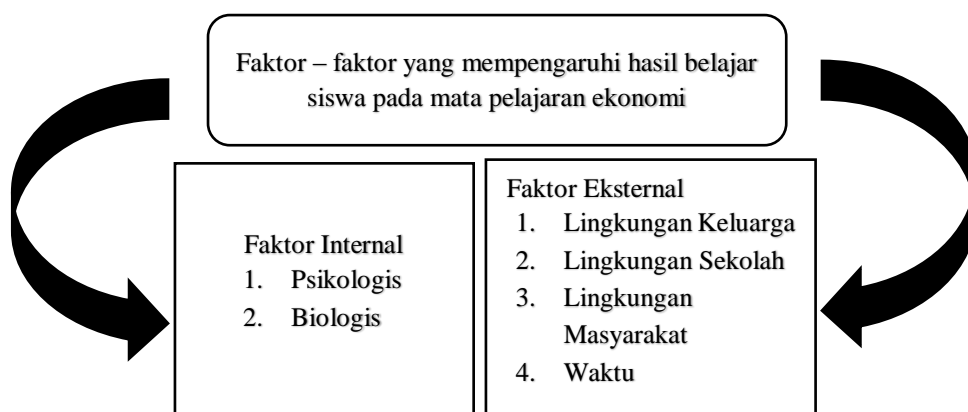 Faktor – faktor yang mempengaruhi hasil belajar
siswa pada mata pelajaran ekonomi
Faktor Internal
1. Psikologis
2. Biologis
Faktor Eksternal
1. Lingkungan Keluarga
2. Lingkungan Sekolah
3. Lingkungan
Masyarakat
4. Waktu